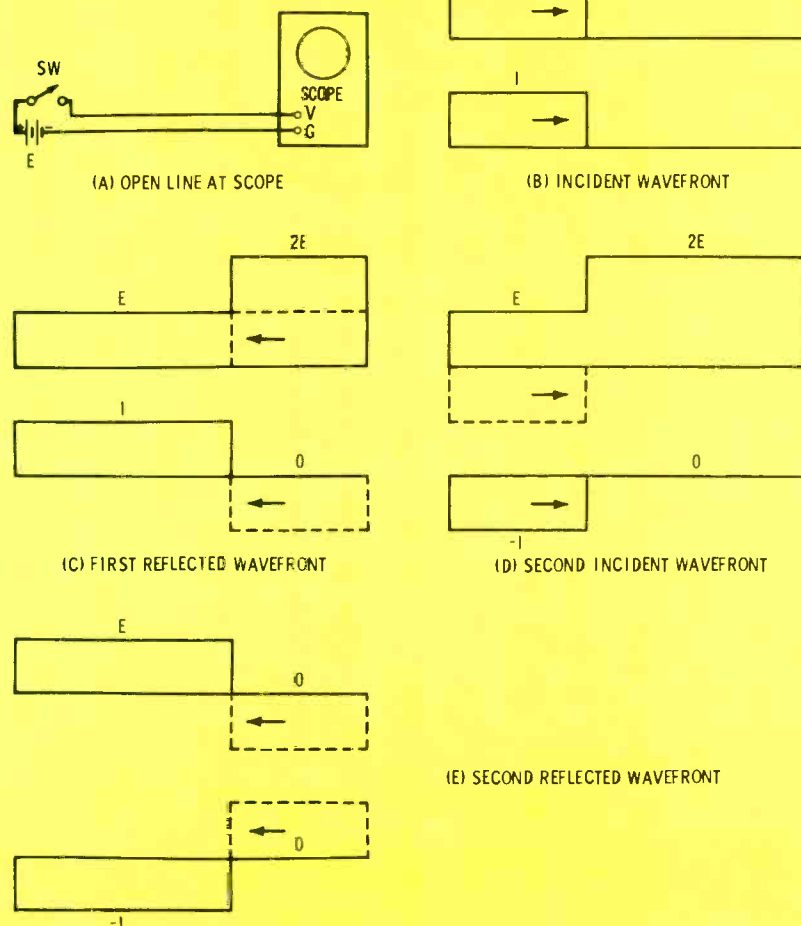 SW
SCOPE
V
G
E
(A) OPEN LINE AT SCOPE
I
(B) INCIDENT WAVEFRONT
2E
E
I
0
(C) FIRST REFLECTED WAVEFRONT
2E
E
0
-I
(D) SECOND INCIDENT WAVEFRONT
E
0
0
-I
(E) SECOND REFLECTED WAVEFRONT